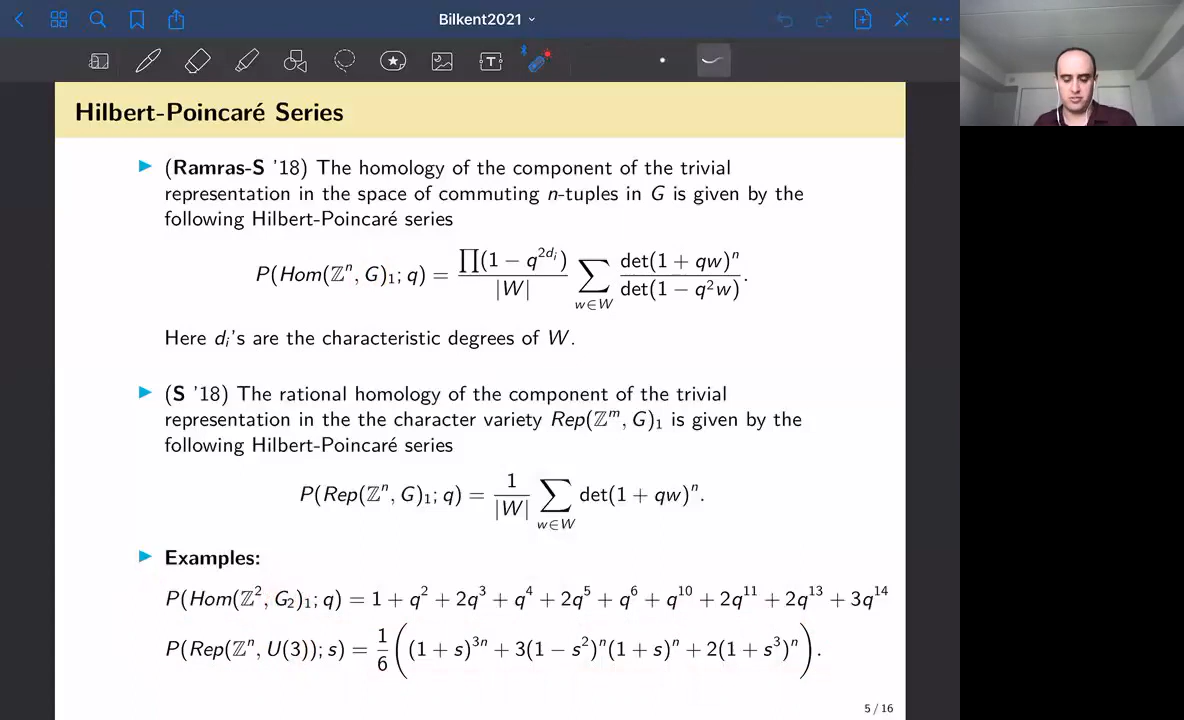 Bilkent2021
Hilbert-Poincaré Series
(Ramras-S '18) The homology of the component of the trivial
representation in the space of commuting n-tuples in G is given by the
following Hilbert-Poincaré series
P(Hom(ℤⁿ, G)₁; q) = ∏(1 − q^{2d_i}) / |W| ∑_{w∈W} det(1 + qw)ⁿ / det(1 − q²w).
Here d_i's are the characteristic degrees of W.
(S '18) The rational homology of the component of the trivial
representation in the the character variety Rep(ℤᵐ, G)₁ is given by the
following Hilbert-Poincaré series
P(Rep(ℤⁿ, G)₁; q) = 1/|W| ∑_{w∈W} det(1 + qw)ⁿ.
Examples:
P(Hom(ℤ², G₂)₁; q) = 1 + q² + 2q³ + q⁴ + 2q⁵ + q⁶ + q¹⁰ + 2q¹¹ + 2q¹³ + 3q¹⁴
P(Rep(ℤⁿ, U(3)); s) = 1/6 ((1 + s)³ⁿ + 3(1 − s²)ⁿ(1 + s)ⁿ + 2(1 + s³)ⁿ).
5 / 16